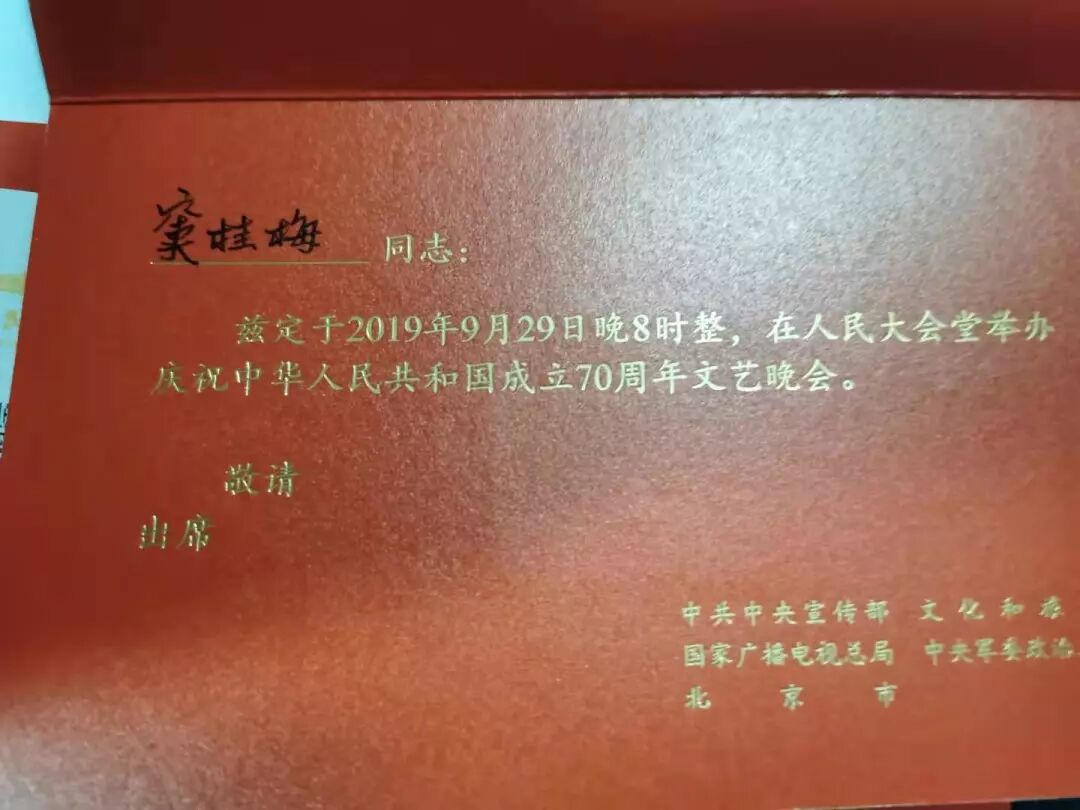 窦桂梅 同志：
兹定于2019年9月29日晚8时整，在人民大会堂举办
庆祝中华人民共和国成立70周年文艺晚会。
敬请
出席
中共中央宣传部 文化和旅
国家广播电视总局 中央军委政治
北京市